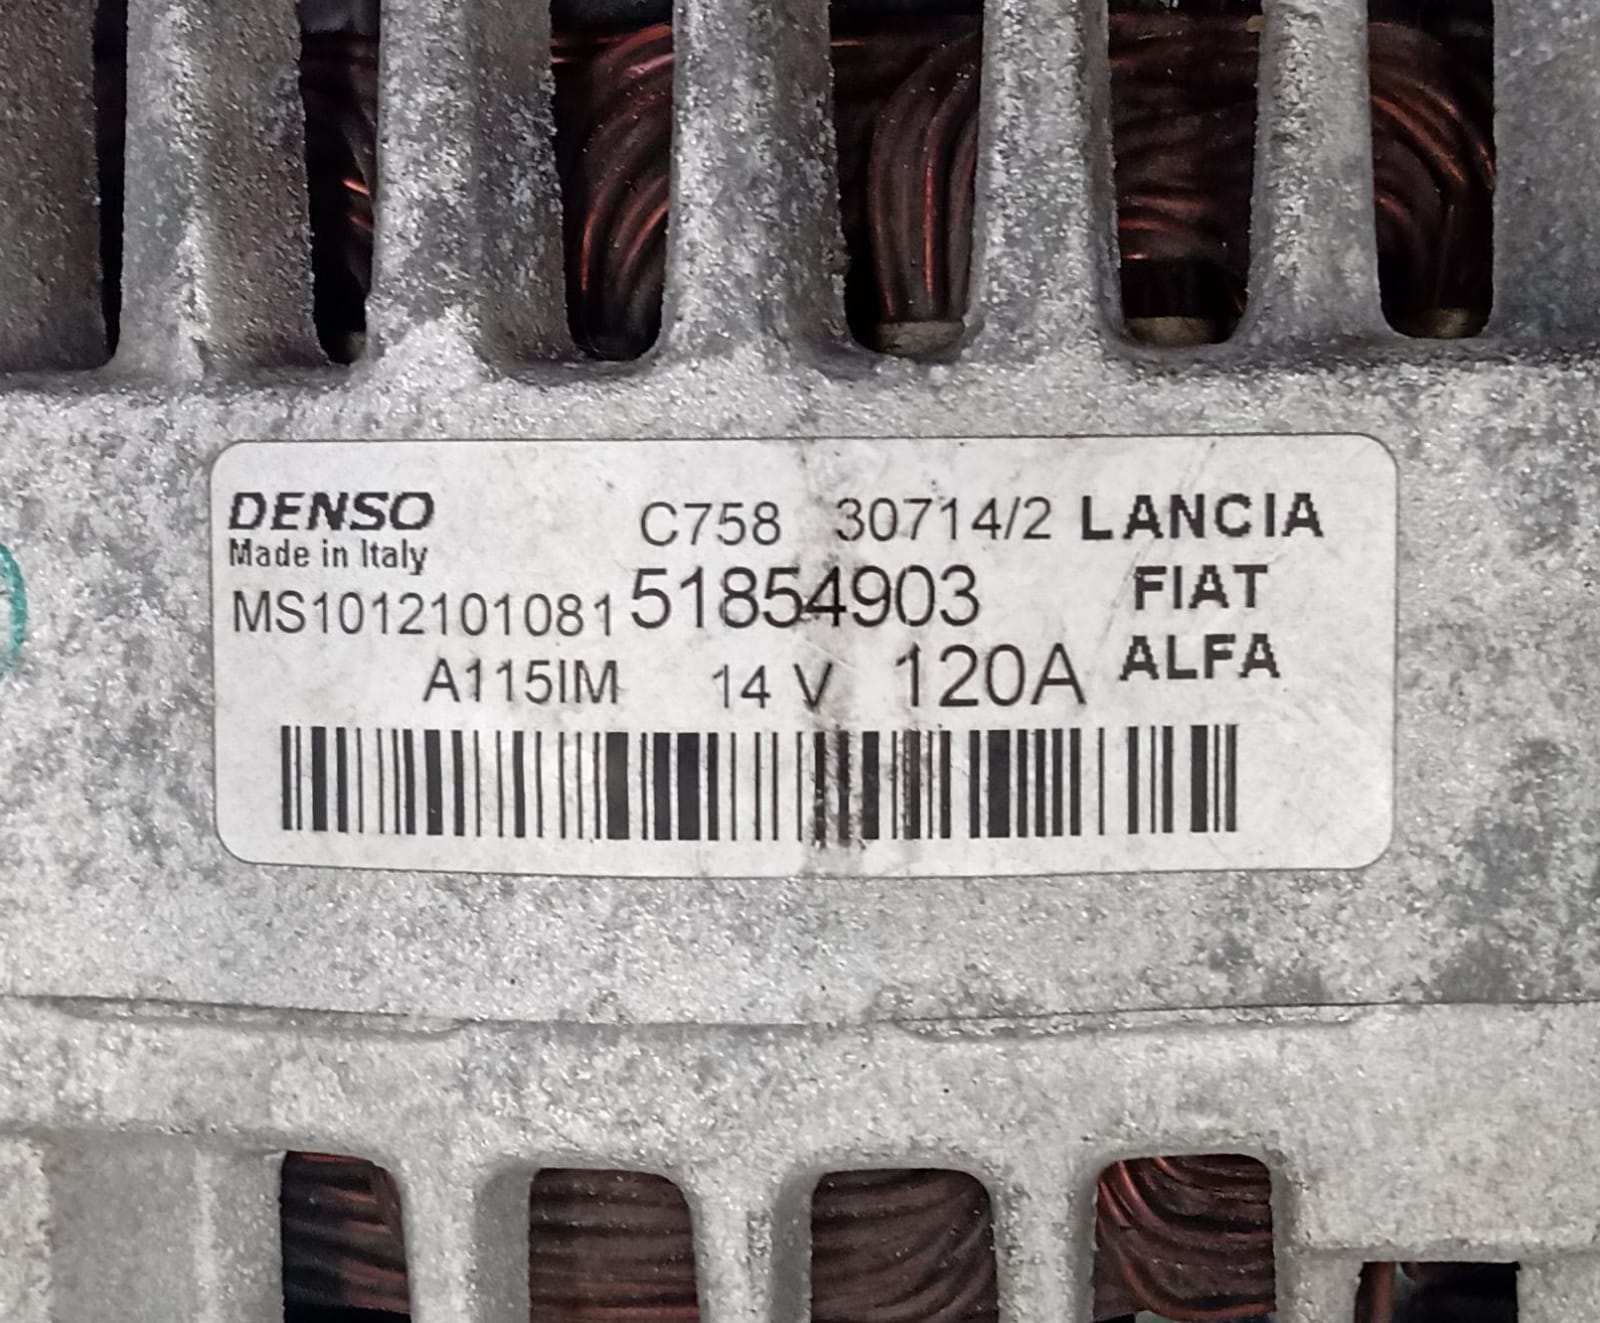 DENSO C758 30714/2 LANCIA
Made in Italy FIAT
MS1012101081 51854903
A115IM 14 V 120A ALFA